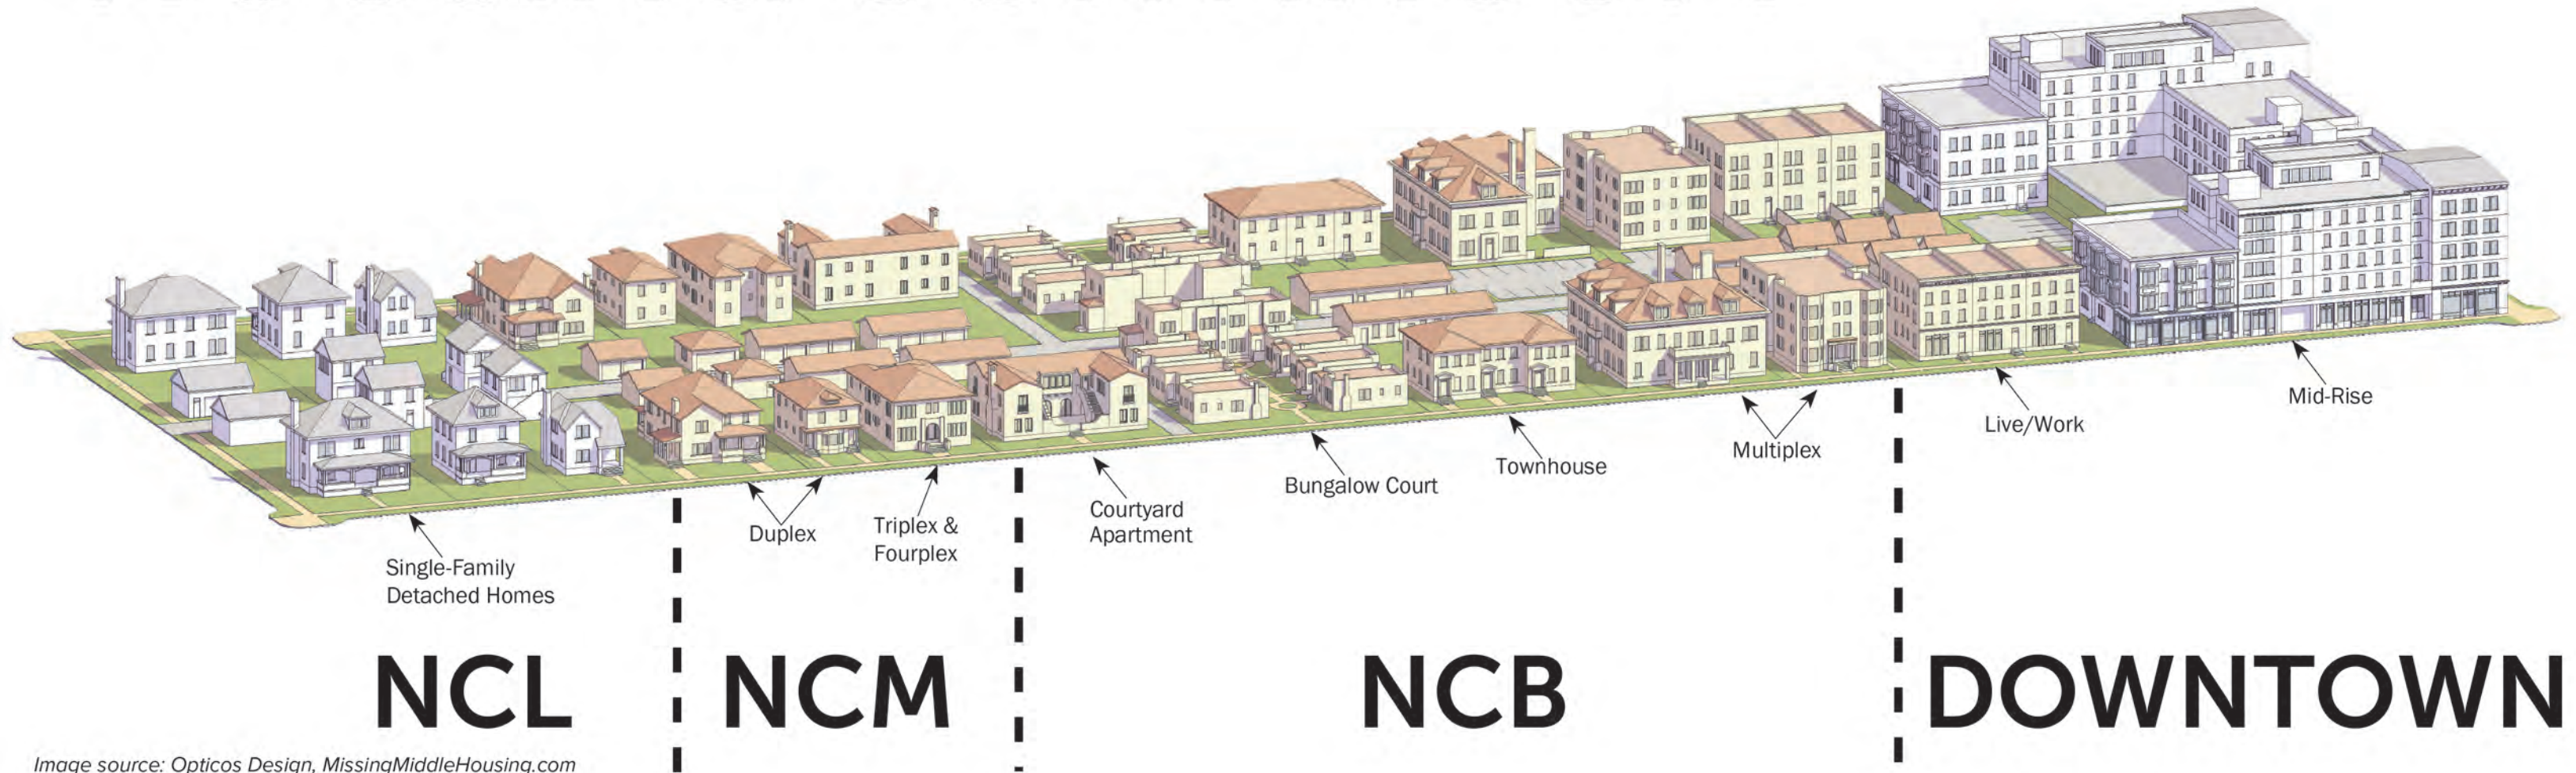 Mid-Rise
Live/Work
Multiplex
Townhouse
Bungalow Court
Courtyard
Apartment
Triplex &
Fourplex
Duplex
Single-Family
Detached Homes
NCL
NCM
NCB
DOWNTOWN
Image source: Opticos Design, MissingMiddleHousing.com